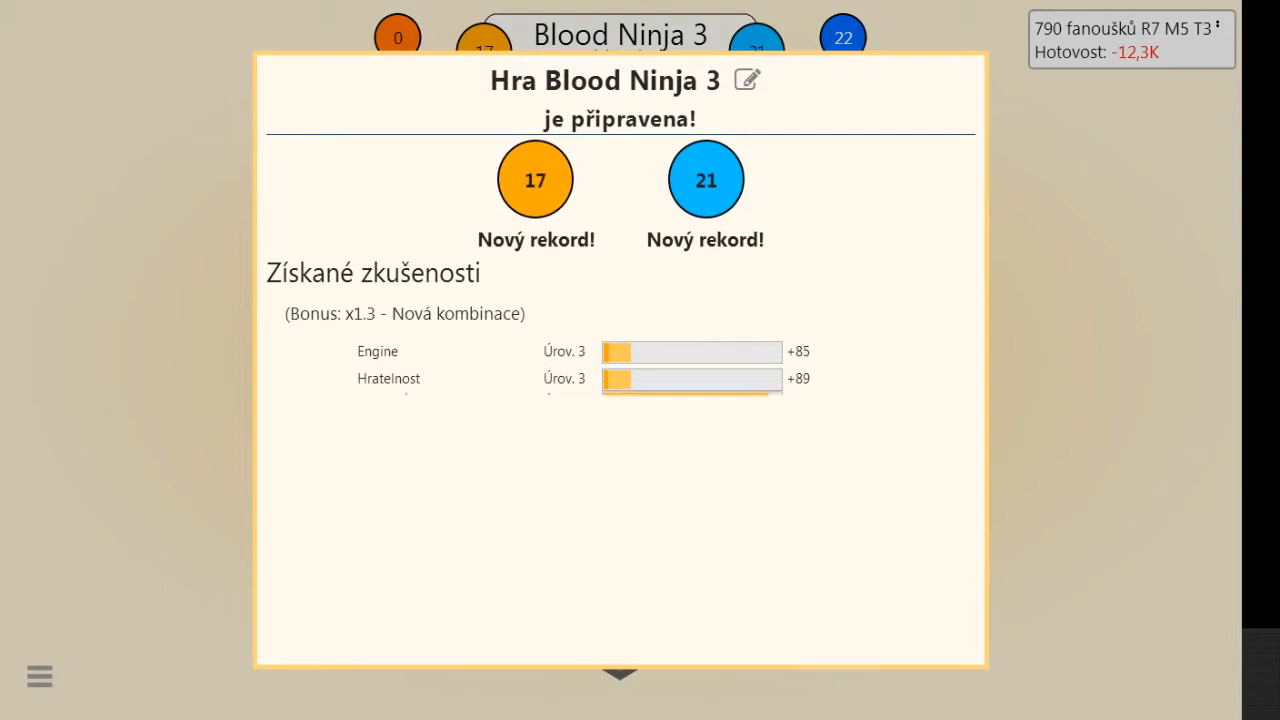 0
17
Blood Ninja 3
21
22
790 fanoušků R7 M5 T3
Hotovost: -12,3K
Hra Blood Ninja 3
je připravena!
17
21
Nový rekord!
Nový rekord!
Získané zkušenosti
(Bonus: x1.3 - Nová kombinace)
Engine Úrov. 3 +85
Hratelnost Úrov. 3 +89